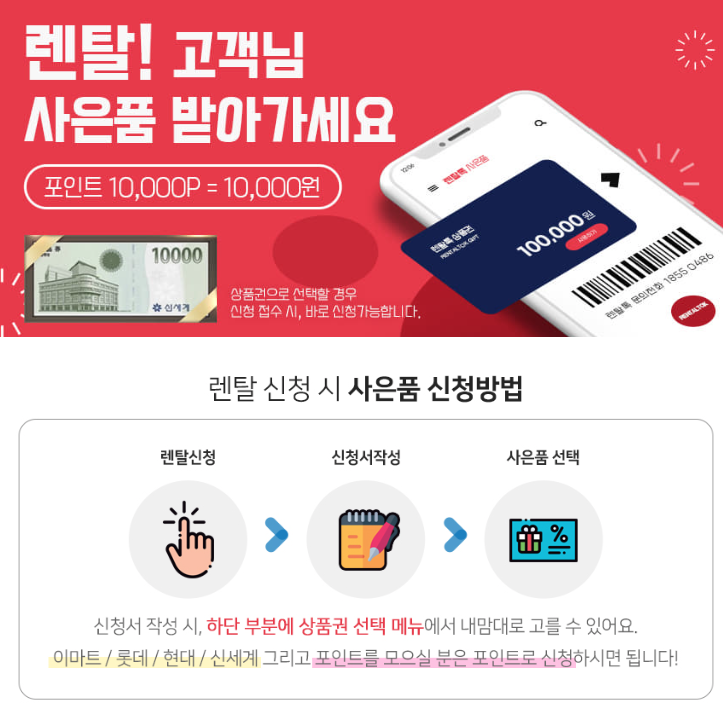 렌탈! 고객님
사은품 받아가세요
포인트 10,000P = 10,000원
10000
신세계
상품권으로 선택할 경우
신청 접수 시, 바로 신청가능합니다.
12:06
렌탈톡 사은품
렌탈톡 상품권
RENTALTOK GIFT
100,000 원
사용하기
렌탈톡 문의전화 1855 0486
RENTALTOK
렌탈 신청 시 사은품 신청방법
렌탈신청
신청서작성
사은품 선택
신청서 작성 시, 하단 부분에 상품권 선택 메뉴에서 내맘대로 고를 수 있어요.
이마트 / 롯데 / 현대 / 신세계 그리고 포인트를 모으실 분은 포인트로 신청하시면 됩니다!